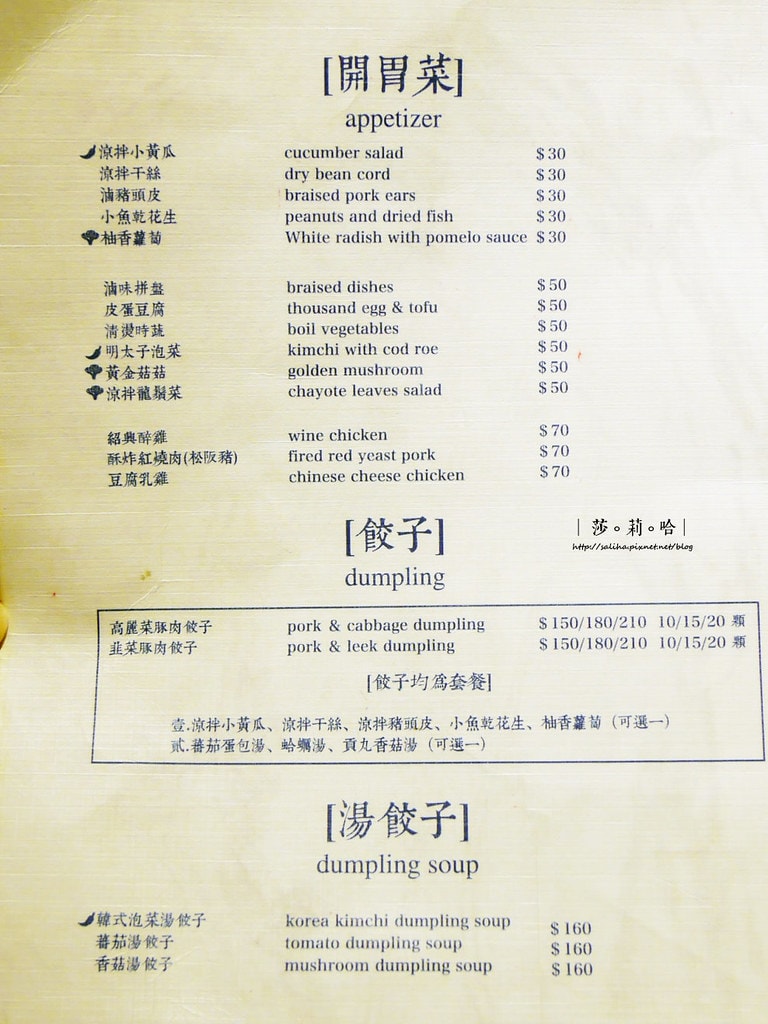 [開胃菜]
appetizer
涼拌小黃瓜 cucumber salad $30
涼拌干絲 dry bean cord $30
滷豬頭皮 braised pork ears $30
小魚乾花生 peanuts and dried fish $30
柚香蘿蔔 White radish with pomelo sauce $30
滷味拼盤 braised dishes $50
皮蛋豆腐 thousand egg & tofu $50
清燙時蔬 boil vegetables $50
明太子泡菜 kimchi with cod roe $50
黃金菇菇 golden mushroom $50
涼拌龍鬚菜 chayote leaves salad $50
紹興醉雞 wine chicken $70
酥炸紅燒肉(松阪豬) fired red yeast pork $70
豆腐乳雞 chinese cheese chicken $70
[餃子]
dumpling
|莎。莉。哈|
http://saliha.pixnet.net/blog
高麗菜豚肉餃子 pork & cabbage dumpling $150/180/210 10/15/20 顆
韭菜豚肉餃子 pork & leek dumpling $150/180/210 10/15/20 顆
[餃子均為套餐]
壹.涼拌小黃瓜、涼拌干絲、涼拌豬頭皮、小魚乾花生、柚香蘿蔔（可選一）
貳.蕃茄蛋包湯、蛤蠣湯、貢丸香菇湯（可選一）
[湯餃子]
dumpling soup
韓式泡菜湯餃子 korea kimchi dumpling soup $160
蕃茄湯餃子 tomato dumpling soup $160
香菇湯餃子 mushroom dumpling soup $160